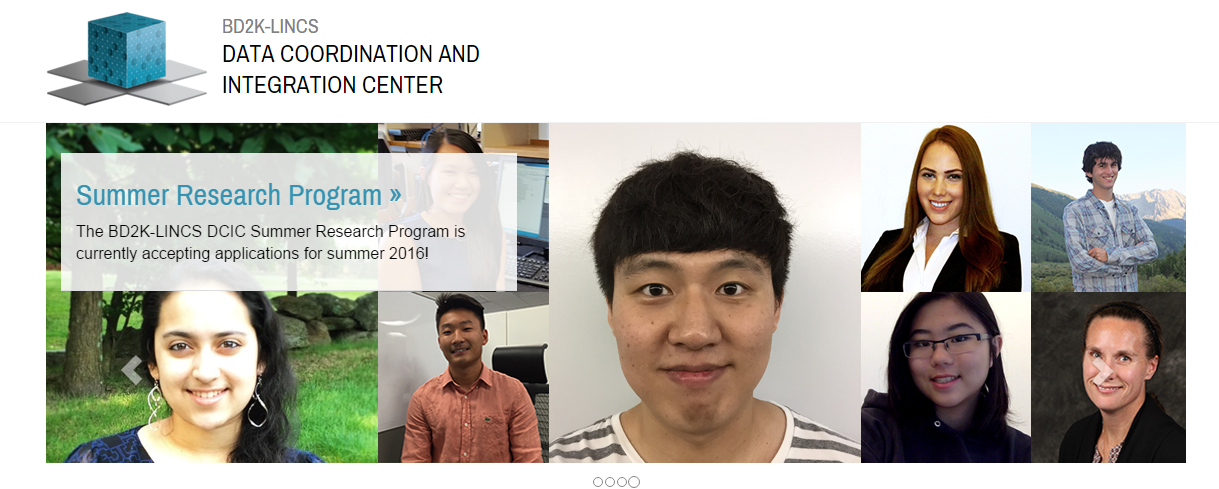 BD2K-LINCS
DATA COORDINATION AND
INTEGRATION CENTER
Summer Research Program »
The BD2K-LINCS DCIC Summer Research Program is
currently accepting applications for summer 2016!